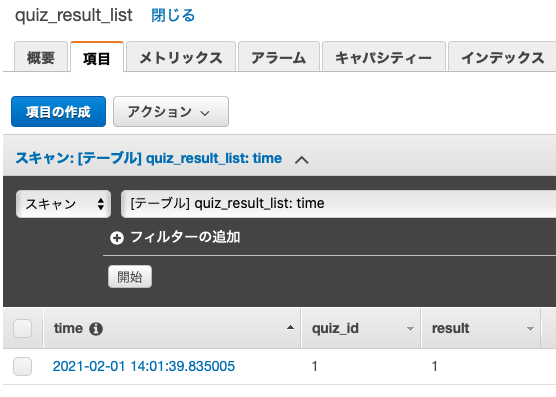 quiz_result_list 閉じる
概要 項目 メトリックス アラーム キャパシティー インデックス
項目の作成 アクション
スキャン: [テーブル] quiz_result_list: time
スキャン [テーブル] quiz_result_list: time
フィルターの追加
開始
time quiz_id result
2021-02-01 14:01:39.835005 1 1